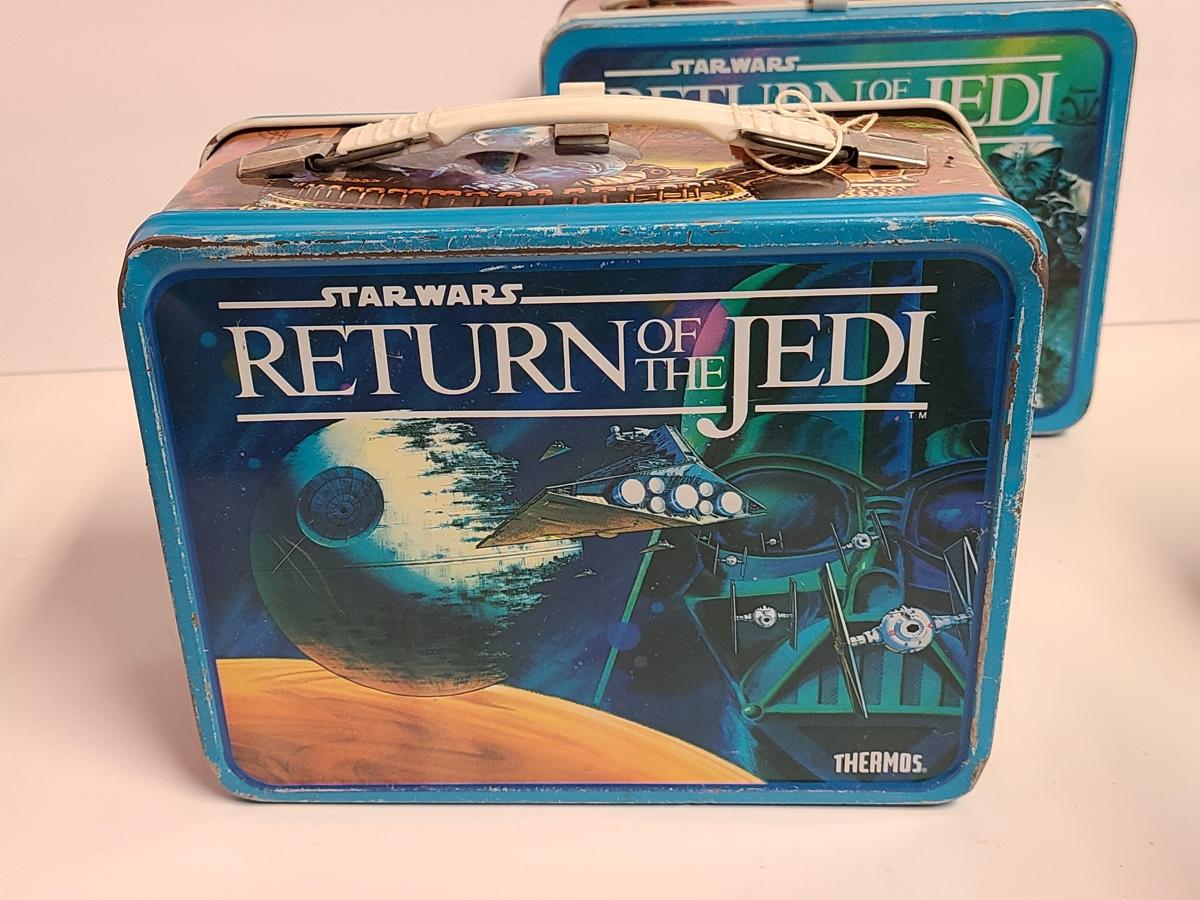 STAR WARS
RETURN OF THE JEDI
TM
THERMOS®
STAR WARS
RETURN OF JEDI